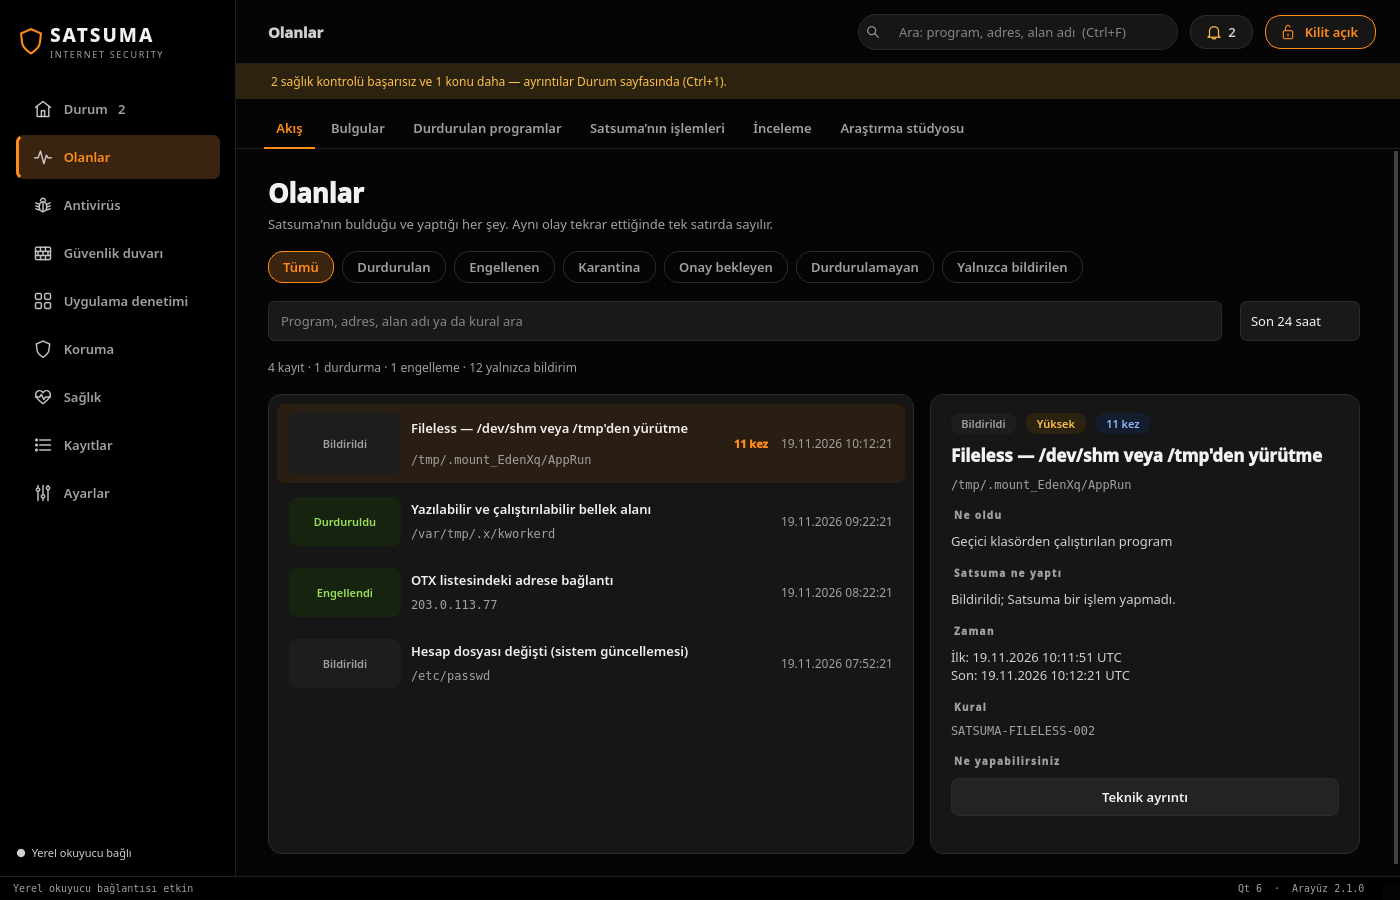 SATSUMA
INTERNET SECURITY
Durum 2
Olanlar
Antivirüs
Güvenlik duvarı
Uygulama denetimi
Koruma
Sağlık
Kayıtlar
Ayarlar
Yerel okuyucu bağlı
Olanlar
Ara: program, adres, alan adı (Ctrl+F)
2
Kilit açık
2 sağlık kontrolü başarısız ve 1 konu daha — ayrıntılar Durum sayfasında (Ctrl+1).
Akış Bulgular Durdurulan programlar Satsuma’nın işlemleri İnceleme Araştırma stüdyosu
Olanlar
Satsuma’nın bulduğu ve yaptığı her şey. Aynı olay tekrar ettiğinde tek satırda sayılır.
Tümü Durdurulan Engellenen Karantina Onay bekleyen Durdurulamayan Yalnızca bildirilen
Program, adres, alan adı ya da kural ara
Son 24 saat
4 kayıt · 1 durdurma · 1 engelleme · 12 yalnızca bildirim
Bildirildi
Fileless — /dev/shm veya /tmp'den yürütme
/tmp/.mount_EdenXq/AppRun
11 kez 19.11.2026 10:12:21
Durduruldu
Yazılabilir ve çalıştırılabilir bellek alanı
/var/tmp/.x/kworkerd
19.11.2026 09:22:21
Engellendi
OTX listesindeki adrese bağlantı
203.0.113.77
19.11.2026 08:22:21
Bildirildi
Hesap dosyası değişti (sistem güncellemesi)
/etc/passwd
19.11.2026 07:52:21
Bildirildi Yüksek 11 kez
Fileless — /dev/shm veya /tmp'den yürütme
/tmp/.mount_EdenXq/AppRun
Ne oldu
Geçici klasörden çalıştırılan program
Satsuma ne yaptı
Bildirildi; Satsuma bir işlem yapmadı.
Zaman
İlk: 19.11.2026 10:11:51 UTC
Son: 19.11.2026 10:12:21 UTC
Kural
SATSUMA-FILELESS-002
Ne yapabilirsiniz
Teknik ayrıntı
Yerel okuyucu bağlantısı etkin
Qt 6 · Arayüz 2.1.0